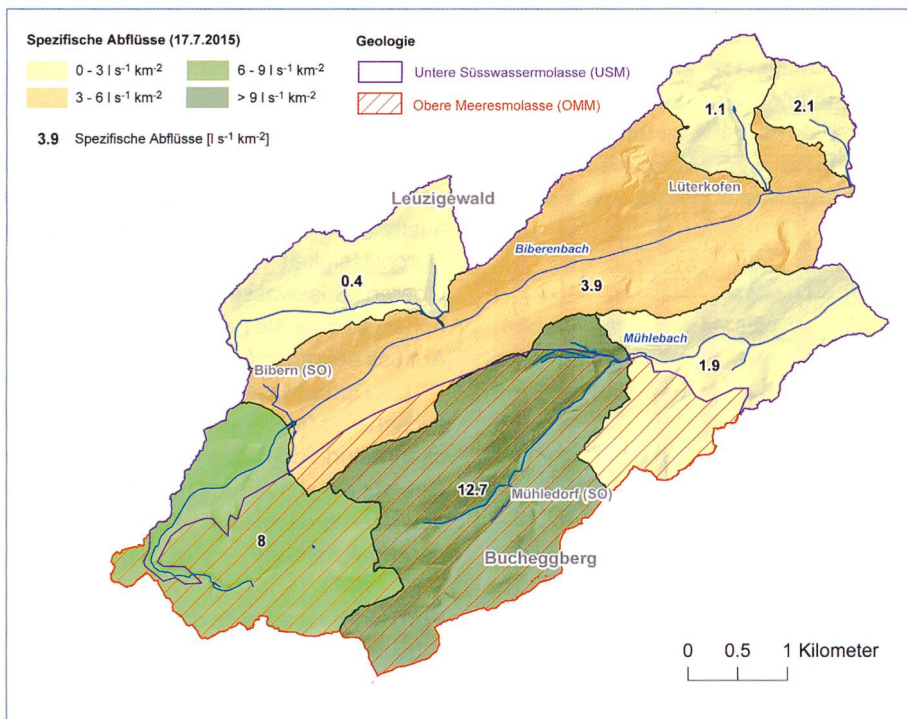 Spezifische Abflüsse (17.7.2015)
0 - 3 l s⁻¹ km⁻²
6 - 9 l s⁻¹ km⁻²
3 - 6 l s⁻¹ km⁻²
> 9 l s⁻¹ km⁻²
3.9 Spezifische Abflüsse [l s⁻¹ km⁻²]
Geologie
Untere Süsswassermolasse (USM)
Obere Meeresmolasse (OMM)
1.1
2.1
Lüterkofen
Leuzigewald
Biberenbach
0.4
3.9
Mühlebach
Bibern (SO)
1.9
12.7
Mühledorf (SO)
8
Bucheggberg
0 0.5 1 Kilometer